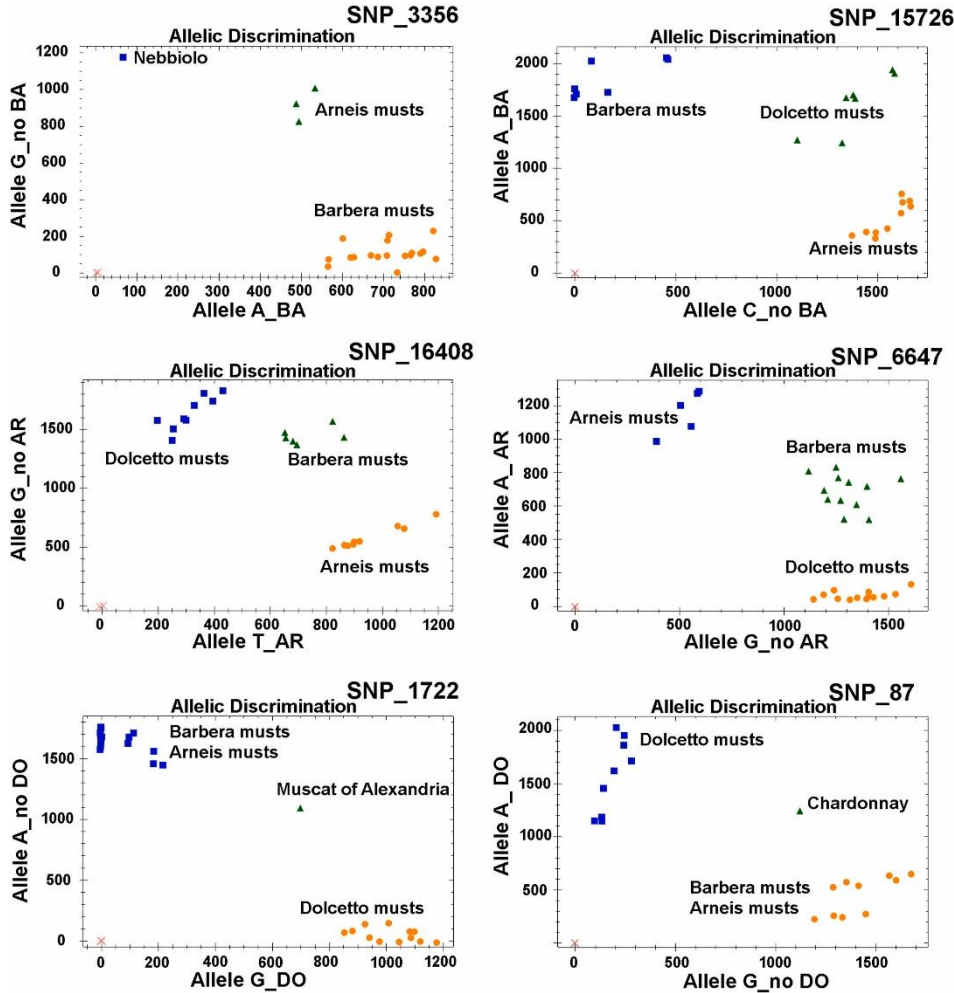 SNP_3356
Allelic Discrimination
1200
1000
800
600
400
200
0
Allele G_no BA
Nebbiolo
Arneis musts
Barbera musts
0 100 200 300 400 500 600 700 800
Allele A_BA
SNP_15726
Allelic Discrimination
2000
1500
1000
500
0
Allele A_BA
Barbera musts
Dolcetto musts
Arneis musts
0 500 1000 1500
Allele C_no BA
SNP_16408
Allelic Discrimination
1500
1000
500
0
Allele G_no AR
Dolcetto musts
Barbera musts
Arneis musts
0 200 400 600 800 1000 1200
Allele T_AR
SNP_6647
Allelic Discrimination
1200
1000
800
600
400
200
0
Allele A_ AR
Arneis musts
Barbera musts
Dolcetto musts
0 500 1000 1500
Allele G_no AR
SNP_1722
Allelic Discrimination
1500
1000
500
0
Allele A_no DO
Barbera musts
Arneis musts
Muscat of Alexandria
Dolcetto musts
0 200 400 600 800 1000 1200
Allele G_DO
SNP_87
Allelic Discrimination
2000
1500
1000
500
0
Allele A_ DO
Dolcetto musts
Chardonnay
Barbera musts
Arneis musts
0 500 1000 1500
Allele G_no DO